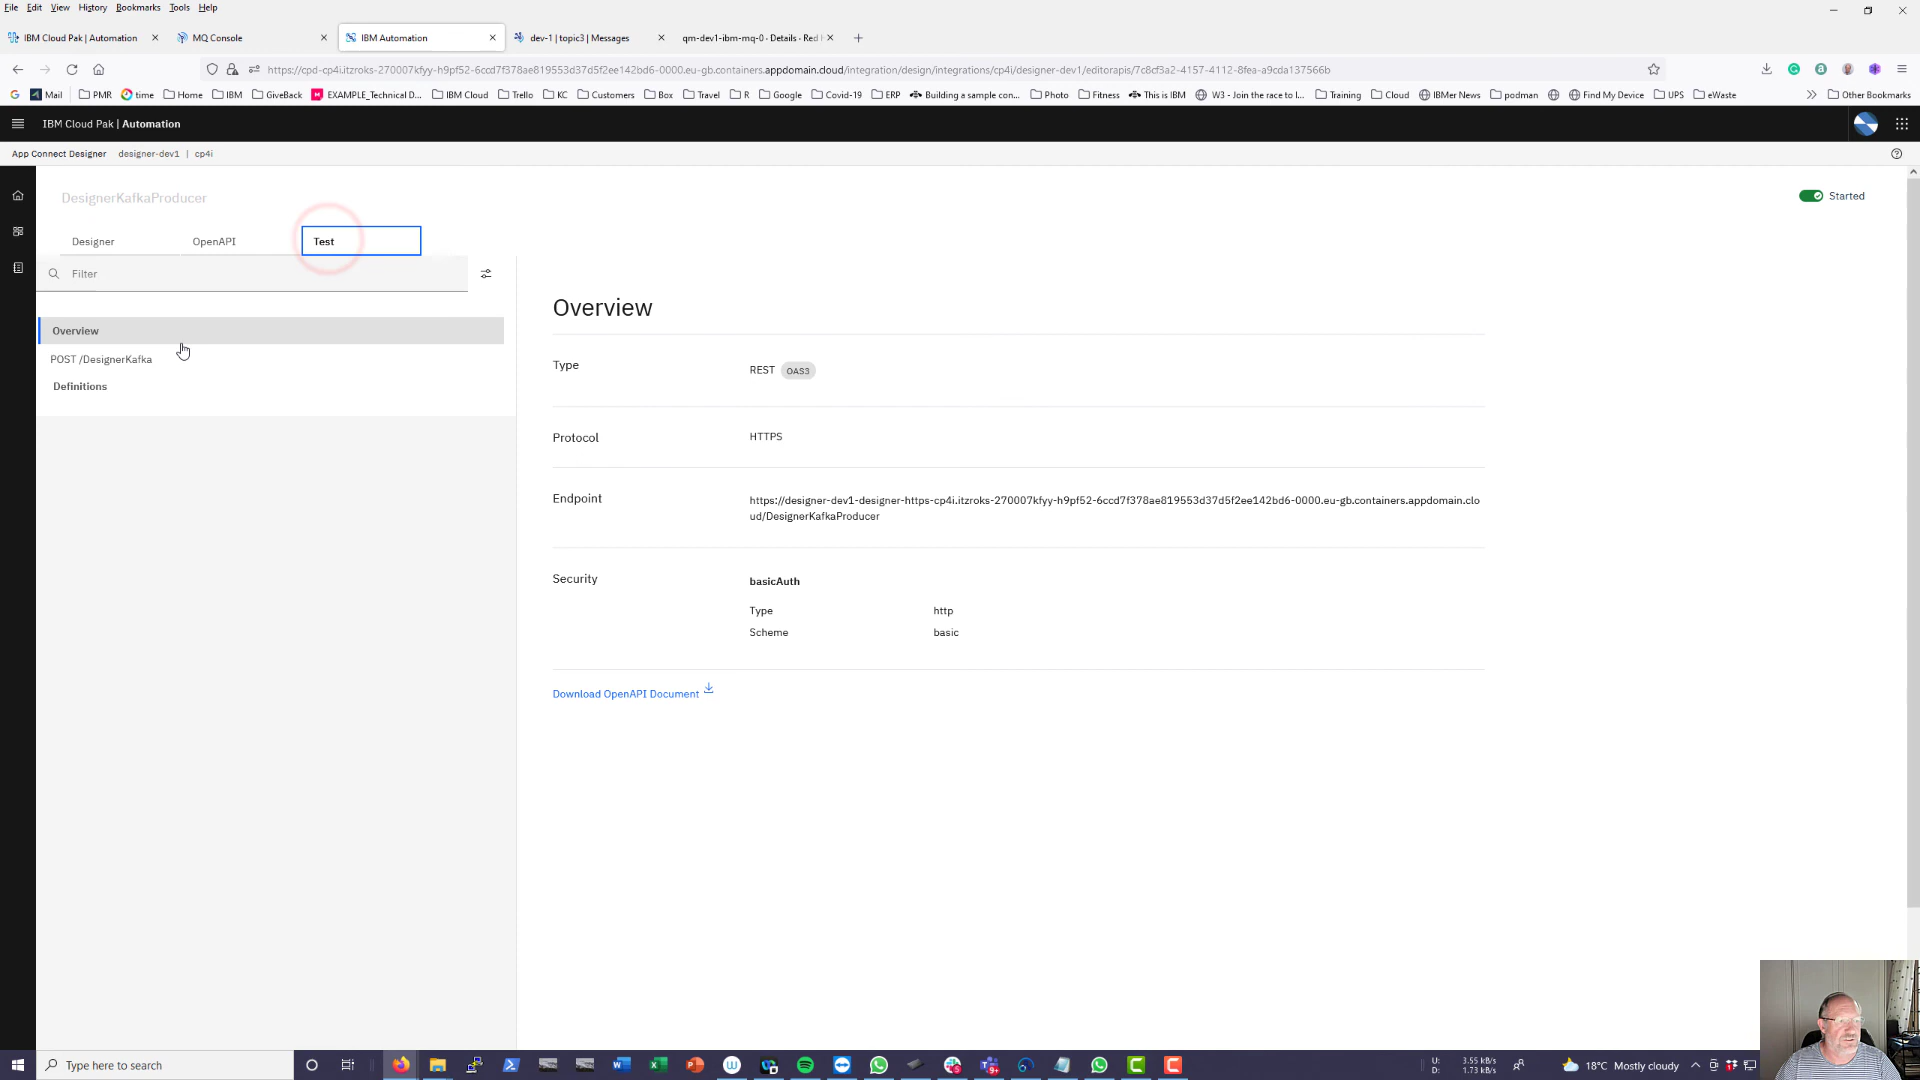 File Edit View History Bookmarks Tools Help
IBM Cloud Pak | Automation
MQ Console
IBM Automation
dev-1 | topic3 | Messages
qm-dev1-ibm-mq-0 · Details · Red
https://cpd-cp4i.itzroks-270007kfyy-h9pf52-6ccd7f378ae819553d37d5f2ee142bd6-0000.eu-gb.containers.appdomain.cloud/integration/design/integrations/cp4i/designer-dev1/editorapis/7c8cf3a2-4157-4112-8fea-a9cda137566b
Mail PMR time Home IBM GiveBack EXAMPLE_Technical D... IBM Cloud Trello KC Customers Box Travel R Google Covid-19 ERP Building a sample con... Photo Fitness This is IBM W3 - Join the race to I... Training Cloud IBMer News podman Find My Device UPS eWaste Other Bookmarks
IBM Cloud Pak | Automation
App Connect Designer designer-dev1 | cp4i
DesignerKafkaProducer
Started
Designer OpenAPI Test
Filter
Overview
POST /DesignerKafka
Definitions
Overview
Type REST OAS3
Protocol HTTPS
Endpoint https://designer-dev1-designer-https-cp4i.itzroks-270007kfyy-h9pf52-6ccd7f378ae819553d37d5f2ee142bd6-0000.eu-gb.containers.appdomain.clo
ud/DesignerKafkaProducer
Security basicAuth
Type http
Scheme basic
Download OpenAPI Document
Type here to search
U: 3.55 kB/s
D: 1.73 kB/s
18°C Mostly cloudy